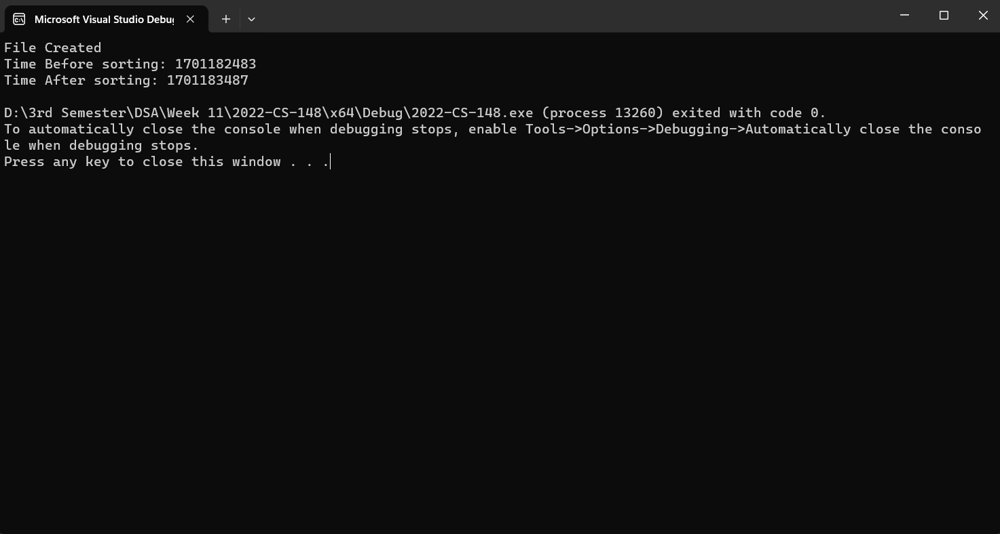 Microsoft Visual Studio Debug
File Created
Time Before sorting: 1701182483
Time After sorting: 1701183487
D:\3rd Semester\DSA\Week 11\2022-CS-148\x64\Debug\2022-CS-148.exe (process 13260) exited with code 0.
To automatically close the console when debugging stops, enable Tools->Options->Debugging->Automatically close the conso
le when debugging stops.
Press any key to close this window . . .